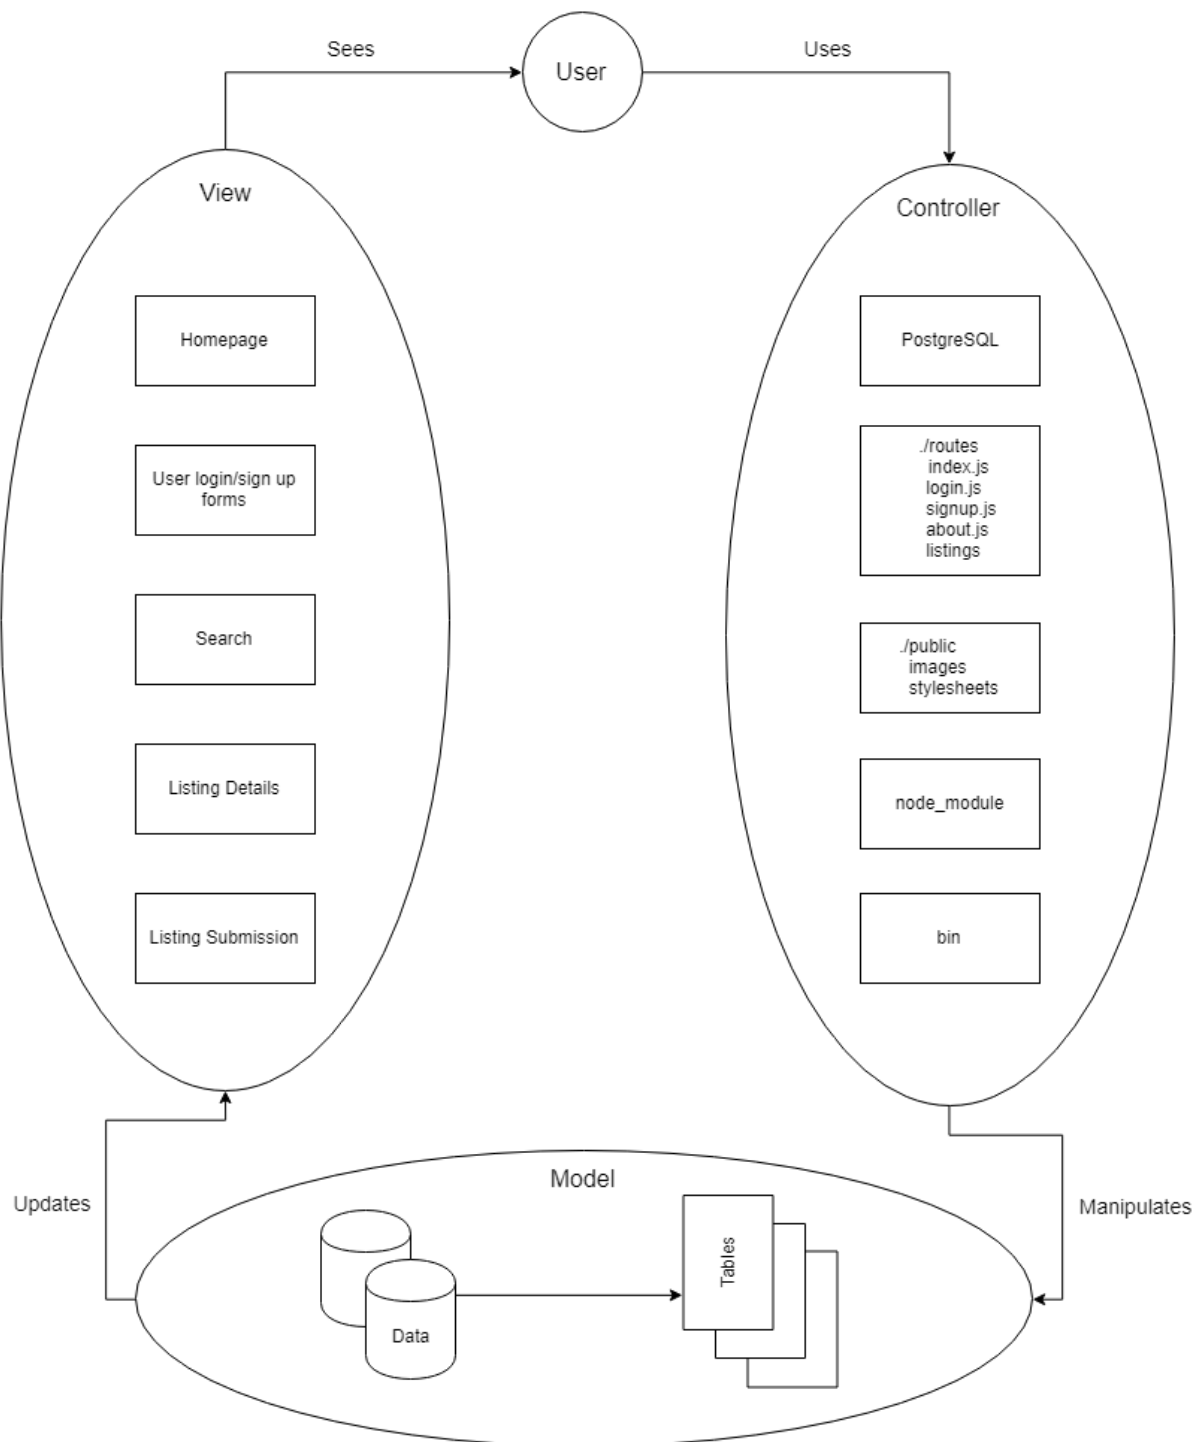 Sees
User
Uses
View
Controller
Homepage
PostgreSQL
User login/sign up
forms
./routes
index.js
login.js
signup.js
about.js
listings
Search
./public
images
stylesheets
Listing Details
node_module
Listing Submission
bin
Updates
Model
Manipulates
Data
Tables